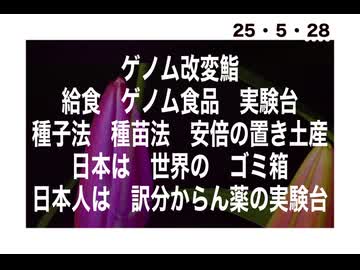 25・5・28
ゲノム改変鮨
給食　ゲノム食品　実験台
種子法　種苗法　安倍の置き土産
日本は　世界の　ゴミ箱
日本人は　訳分からん薬の実験台